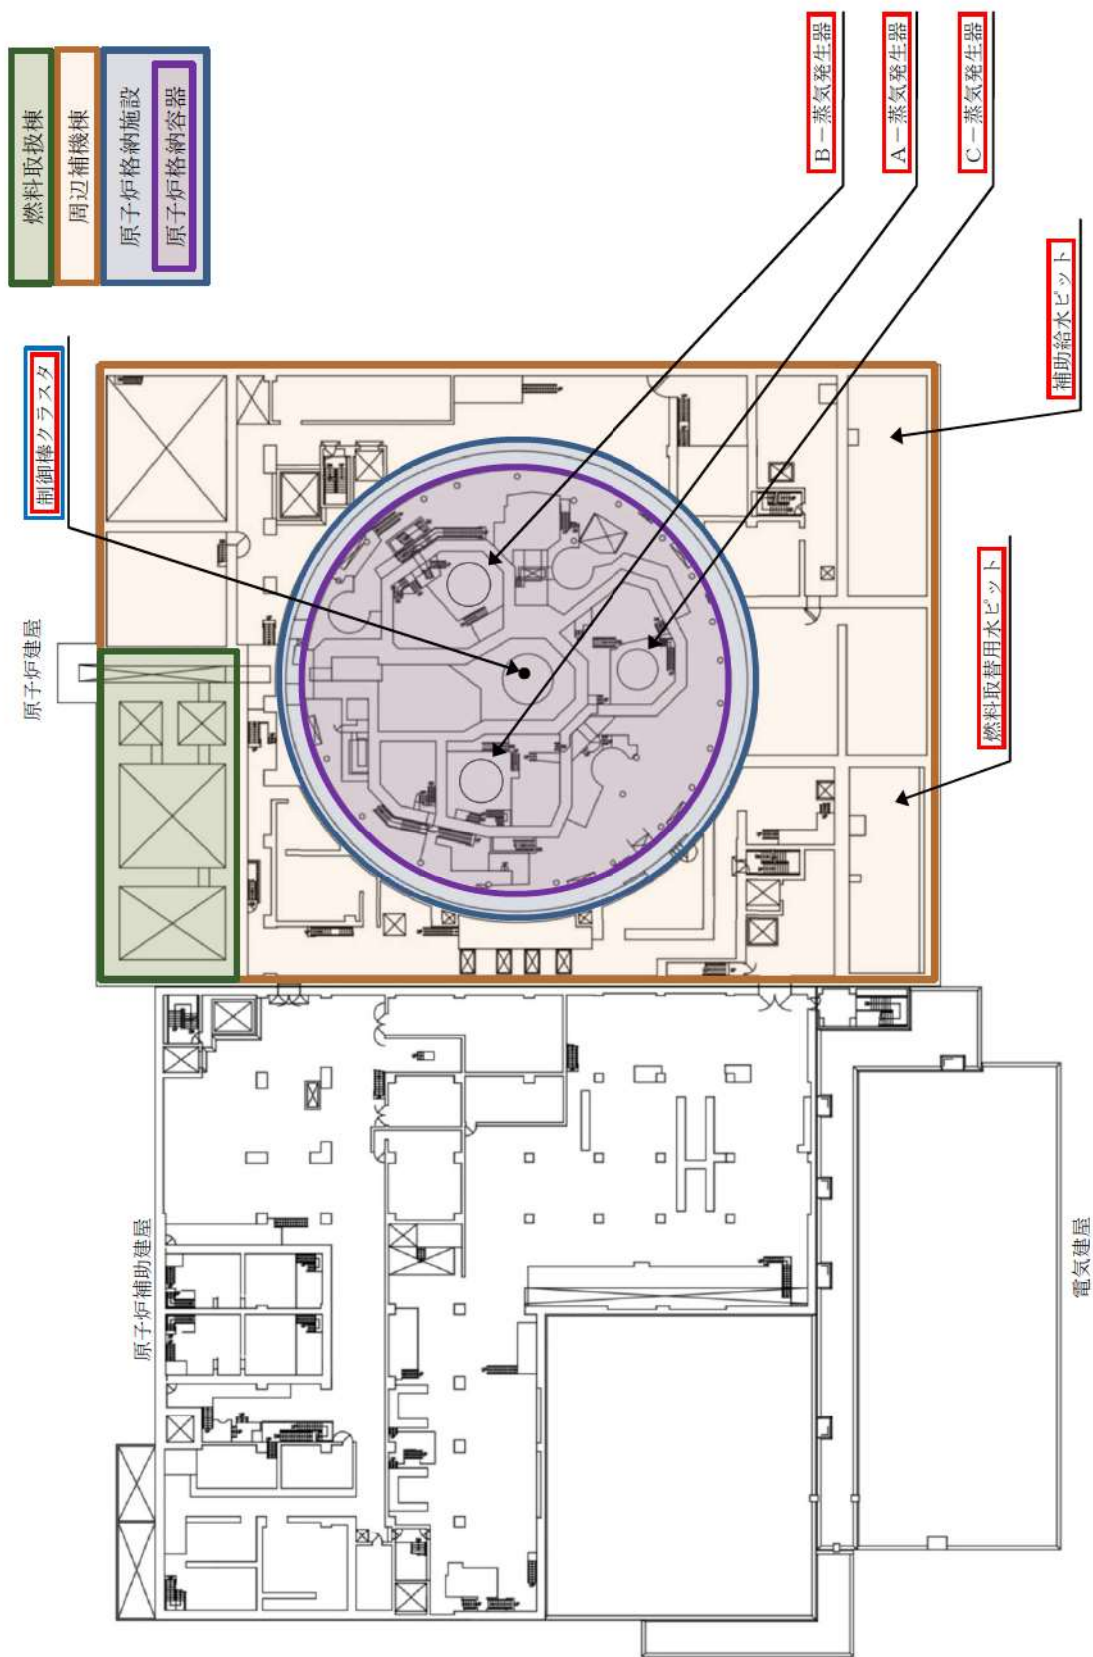 燃料取扱棟
周辺補機棟
原子炉格納施設
原子炉格納容器
制御棒クラスタ
B－蒸気発生器
A－蒸気発生器
C－蒸気発生器
補助給水ピット
燃料取替用水ピット
原子炉建屋
原子炉補助建屋
電気建屋